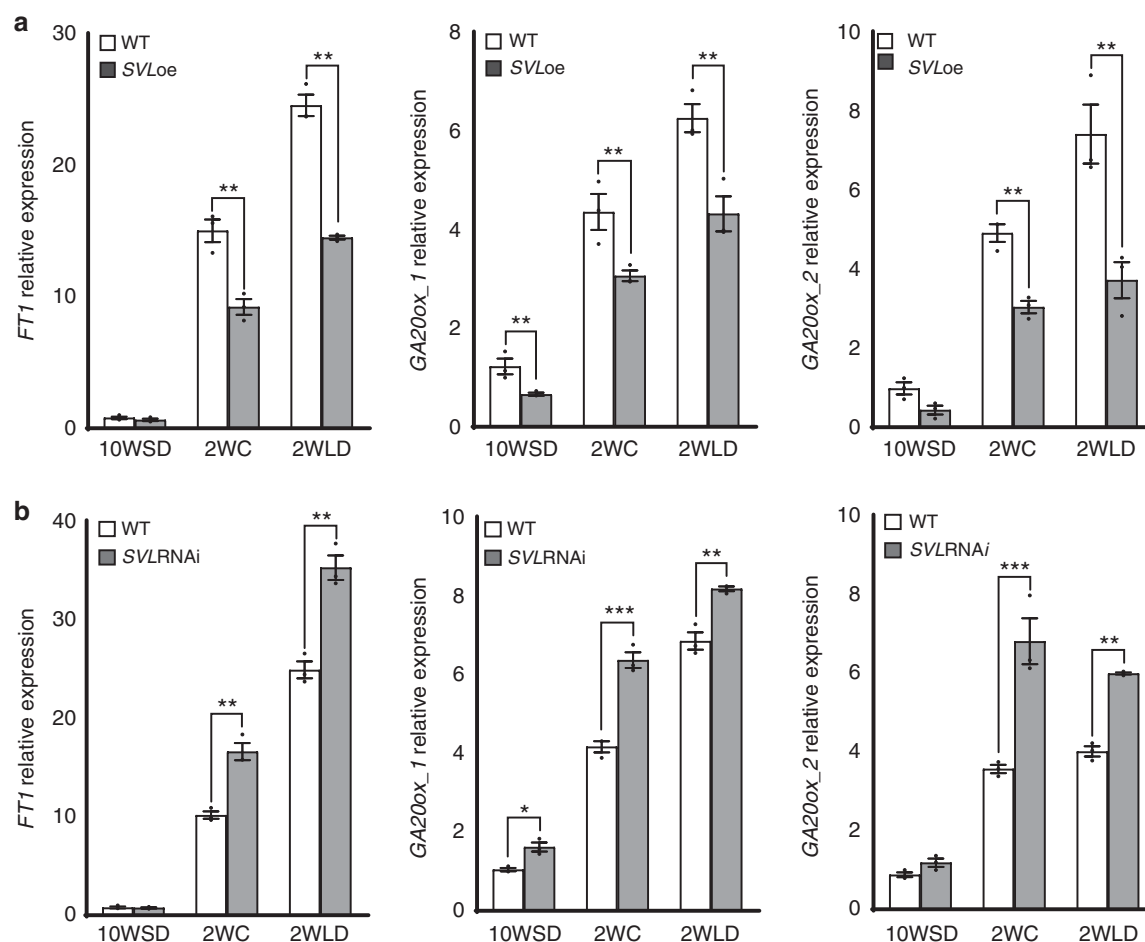 a
30
20
10
0
FT1 relative expression
WT
SVLoe
**
**
10WSD 2WC 2WLD
8
6
4
2
0
GA20ox_1 relative expression
WT
SVLoe
**
**
**
10WSD 2WC 2WLD
10
8
6
4
2
0
GA20ox_2 relative expression
WT
SVLoe
**
**
10WSD 2WC 2WLD
b
40
30
20
10
0
FT1 relative expression
WT
SVLRNAi
**
**
10WSD 2WC 2WLD
10
8
6
4
2
0
GA20ox_1 relative expression
WT
SVLRNAi
*
***
**
10WSD 2WC 2WLD
10
8
6
4
2
0
GA20ox_2 relative expression
WT
SVLRNAi
***
**
10WSD 2WC 2WLD